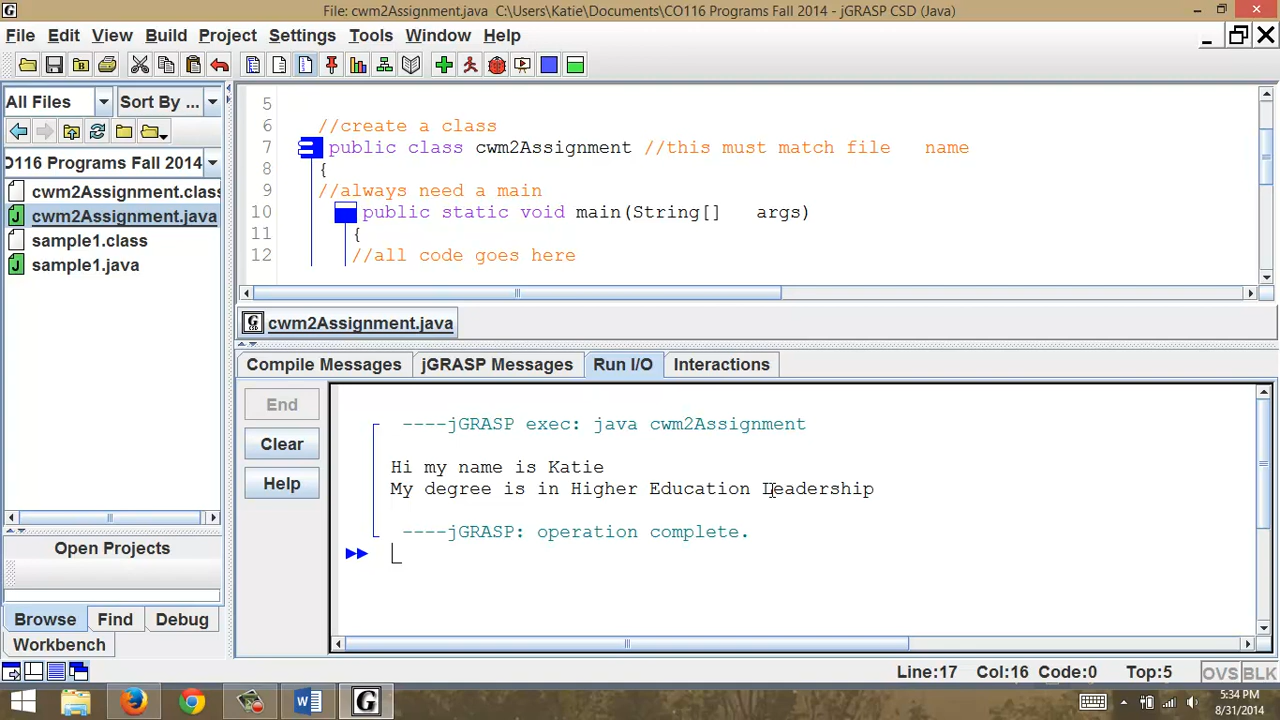 File: cwm2Assignment.java  C:\Users\Katie\Documents\CO116 Programs Fall 2014 - jGRASP CSD (Java)
File Edit View Build Project Settings Tools Window Help
All Files Sort By ...
O116 Programs Fall 2014
cwm2Assignment.class
cwm2Assignment.java
sample1.class
sample1.java
Open Projects
Browse Find Debug
Workbench
5
6 //create a class
7 public class cwm2Assignment //this must match file name
8 {
9 //always need a main
10 public static void main(String[] args)
11 {
12 //all code goes here
cwm2Assignment.java
Compile Messages jGRASP Messages Run I/O Interactions
End
Clear
Help
----jGRASP exec: java cwm2Assignment
Hi my name is Katie
My degree is in Higher Education Leadership
----jGRASP: operation complete.
Line:17 Col:16 Code:0 Top:5 OVS BLK
5:34 PM
8/31/2014